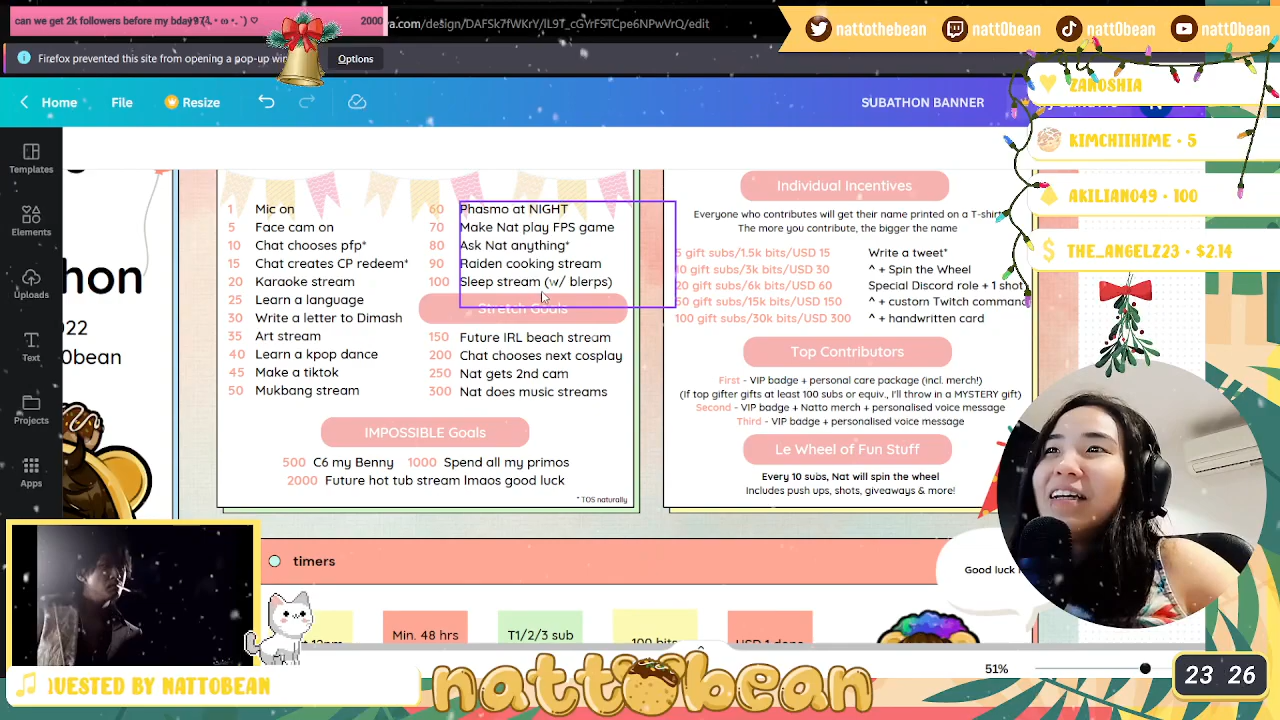 can we get 2k followers before my bday?
2000
/design/DAFSk7fWKrY/
/edit
nattothebean natt0bean natt0bean natt0bean
Firefox prevented this site from opening a pop-up
Options
Home File Resize
SUBATHON BANNER
ZANOSHIA
KIMCHIIHIME • 5
AKILIAN049 • 100
THE_ANGELZ23 • $2.14
Templates
Elements
Uploads
Text
Projects
Apps
hon
022
0bean
1 Mic on
5 Face cam on
10 Chat chooses pfp*
15 Chat creates CP redeem*
20 Karaoke stream
25 Learn a language
30 Write a letter to Dimash
35 Art stream
40 Learn a kpop dance
45 Make a tiktok
50 Mukbang stream
60 Phasmo at NIGHT
70 Make Nat play FPS game
80 Ask Nat anything*
90 Raiden cooking stream
100 Sleep stream (w/ blerps)
Stretch Goals
150 Future IRL beach stream
200 Chat chooses next cosplay
250 Nat gets 2nd cam
300 Nat does music streams
IMPOSSIBLE Goals
500 C6 my Benny 1000 Spend all my primos
2000 Future hot tub stream lmaos good luck
* TOS naturally
Individual Incentives
Everyone who contributes will get their name printed on a T-shirt
The more you contribute, the bigger the name
5 gift subs/1.5k bits/USD 15 Write a tweet*
10 gift subs/3k bits/USD 30 ^ + Spin the Wheel
20 gift subs/6k bits/USD 60 Special Discord role + 1 shot
50 gift subs/15k bits/USD 150 ^ + custom Twitch command
100 gift subs/30k bits/USD 300 ^ + handwritten card
Top Contributors
First - VIP badge + personal care package (incl. merch!)
(If top gifter gifts at least 100 subs or equiv., I'll throw in a MYSTERY gift)
Second - VIP badge + Natto merch + personalised voice message
Third - VIP badge + personalised voice message
Le Wheel of Fun Stuff
Every 10 subs, Nat will spin the wheel
Includes push ups, shots, giveaways & more!
timers
Good luck
Min. 48 hrs
T1/2/3 sub
100 bits
USD 1 dono
51%
23 26
UESTED BY NATTOBEAN
natt bean